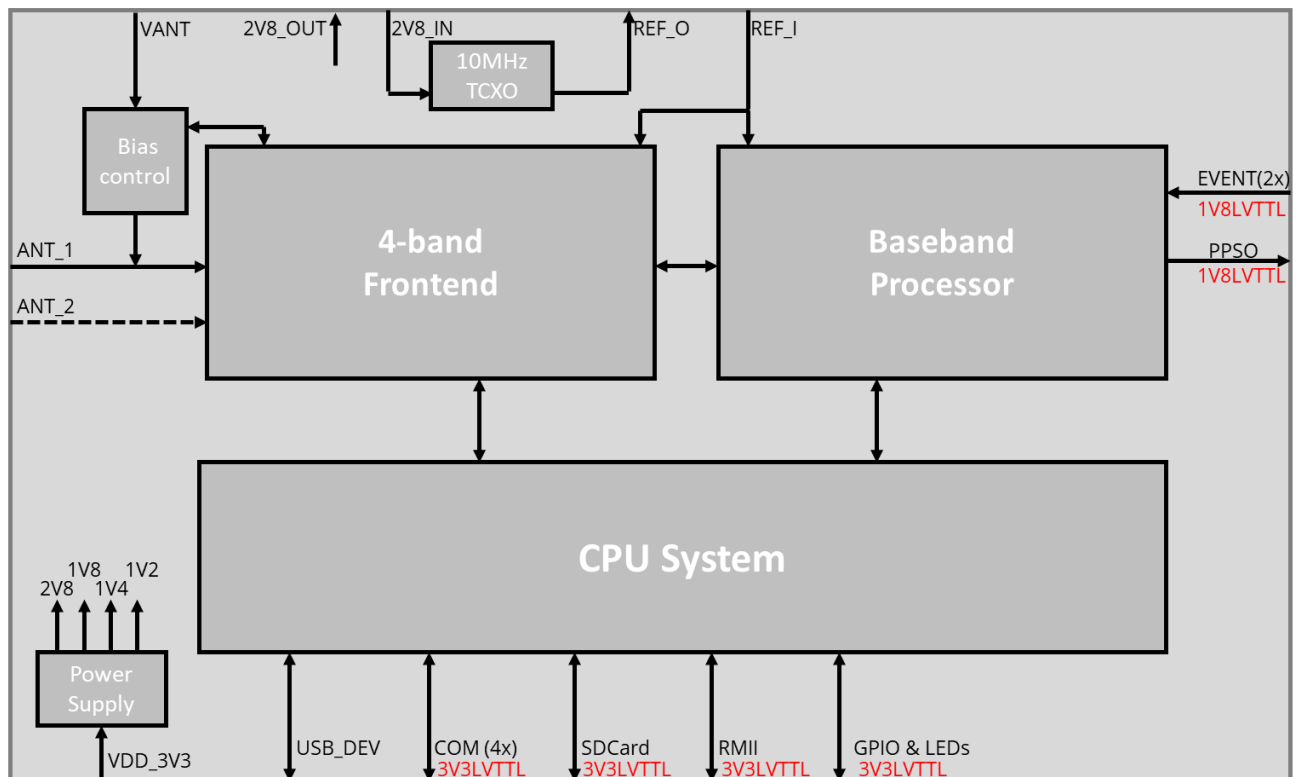 VANT
2V8_OUT
2V8_IN
REF_O
REF_I
10MHz
TCXO
Bias
control
4-band
Frontend
Baseband
Processor
EVENT(2x)
1V8LVTTL
PPSO
1V8LVTTL
ANT_1
ANT_2
CPU System
1V8
1V2
2V8
1V4
Power
Supply
VDD_3V3
USB_DEV
COM (4x)
3V3LVTTL
SDCard
3V3LVTTL
RMII
3V3LVTTL
GPIO & LEDs
3V3LVTTL